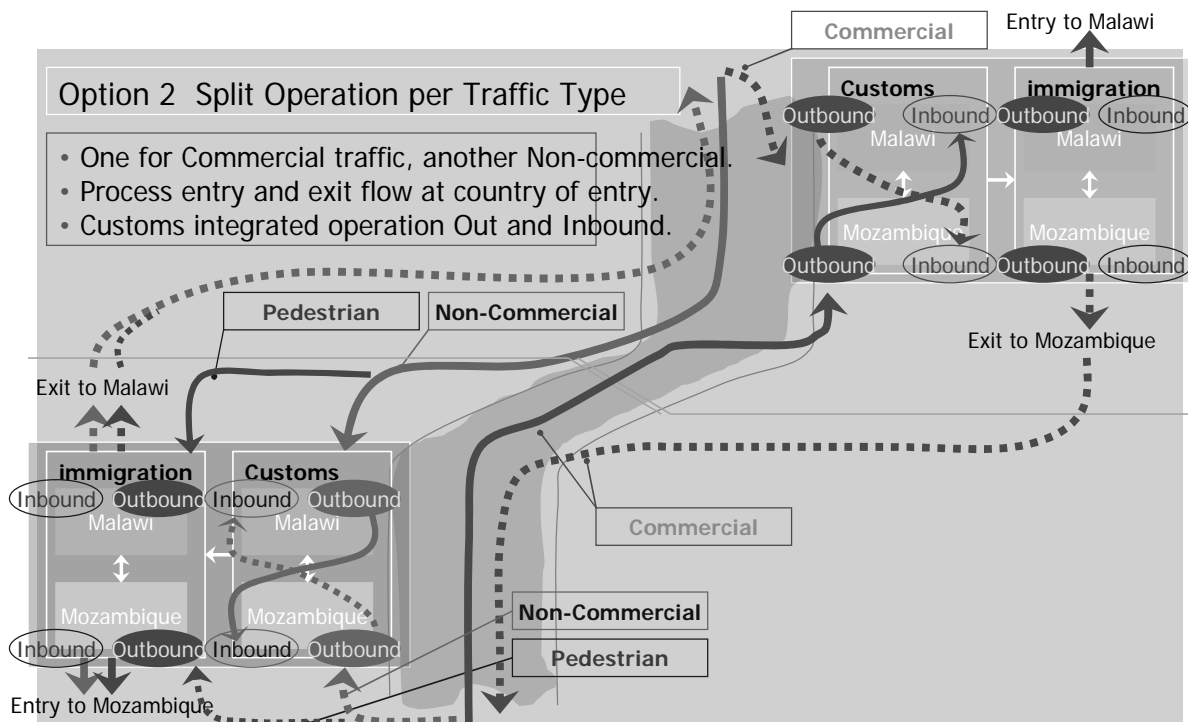 Commercial
Entry to Malawi
Option 2  Split Operation per Traffic Type
Customs
immigration
Outbound
Inbound
Outbound
Inbound
Malawi
Malawi
• One for Commercial traffic, another Non-commercial.
• Process entry and exit flow at country of entry.
• Customs integrated operation Out and Inbound.
Mozambique
Mozambique
Outbound
Inbound
Outbound
Inbound
Pedestrian
Non-Commercial
Exit to Mozambique
Exit to Malawi
immigration
Customs
Inbound
Outbound
Inbound
Outbound
Malawi
Malawi
Commercial
Mozambique
Mozambique
Non-Commercial
Inbound
Outbound
Inbound
Outbound
Pedestrian
Entry to Mozambique